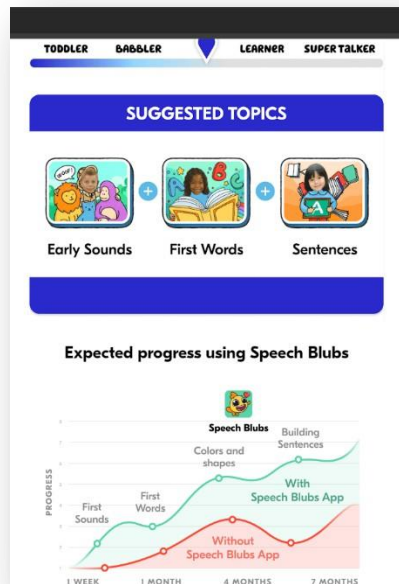 TODDLER BABBLER LEARNER SUPER TALKER
SUGGESTED TOPICS
WOOF!
A B C
A
Early Sounds + First Words + Sentences
Expected progress using Speech Blubs
Speech Blubs
Building
Sentences
Colors and
shapes
First
Words
First
Sounds
With
Speech Blubs App
Without
Speech Blubs App
PROGRESS
1 WEEK 1 MONTH 4 MONTHS 7 MONTHS